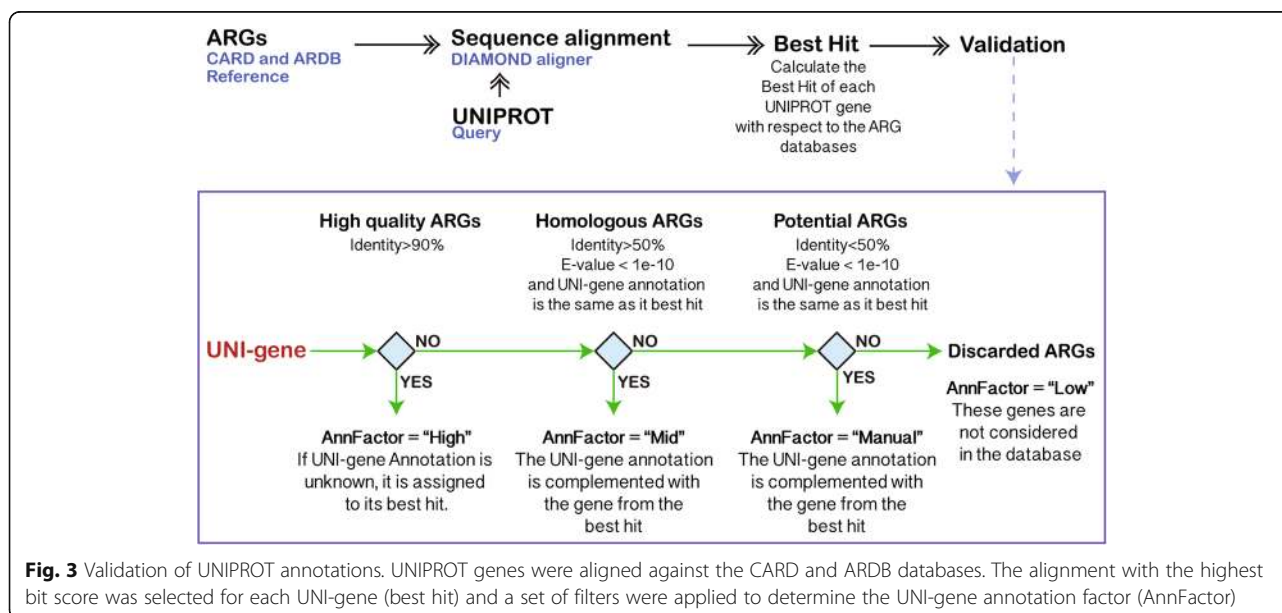 ARGs
CARD and ARDB
Reference
Sequence alignment
DIAMOND aligner
UNIPROT
Query
Best Hit
Calculate the
Best Hit of each
UNIPROT gene
with respect to the ARG
databases
Validation
High quality ARGs
Identity>90%
Homologous ARGs
Identity>50%
E-value < 1e-10
and UNI-gene annotation
is the same as it best hit
Potential ARGs
Identity<50%
E-value < 1e-10
and UNI-gene annotation
is the same as it best hit
UNI-gene
NO
YES
NO
YES
NO
YES
Discarded ARGs
AnnFactor = “Low”
These genes are
not considered
in the database
AnnFactor = “High”
If UNI-gene Annotation is
unknown, it is assigned
to its best hit.
AnnFactor = “Mid”
The UNI-gene annotation
is complemented with
the gene from the
best hit
AnnFactor = “Manual”
The UNI-gene annotation
is complemented with
the gene from the
best hit
Fig. 3 Validation of UNIPROT annotations. UNIPROT genes were aligned against the CARD and ARDB databases. The alignment with the highest
bit score was selected for each UNI-gene (best hit) and a set of filters were applied to determine the UNI-gene annotation factor (AnnFactor)